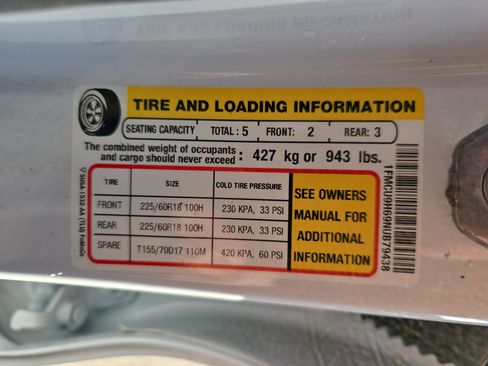 TIRE AND LOADING INFORMATION
SEATING CAPACITY TOTAL: 5 FRONT: 2 REAR: 3
The combined weight of occupants and cargo should never exceed: 427 kg or 943 lbs.
TIRE SIZE COLD TIRE PRESSURE
FRONT 225/60R18 100H 230 KPA, 33 PSI
REAR 225/60R18 100H 230 KPA, 33 PSI
SPARE T155/70D17 110M 420 KPA, 60 PSI
SEE OWNERS
MANUAL FOR
ADDITIONAL
INFORMATION
1FMCU9H69NUB79438